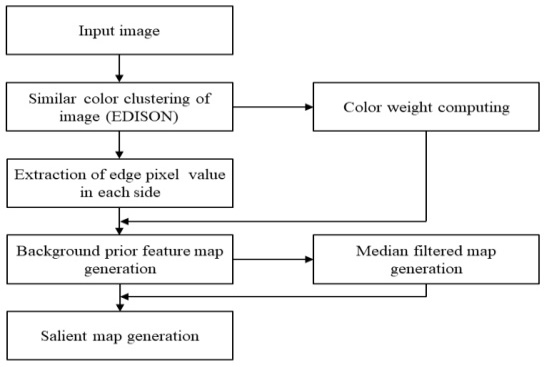 Input image
Similar color clustering of
image (EDISON)
Color weight computing
Extraction of edge pixel value
in each side
Background prior feature map
generation
Median filtered map
generation
Salient map generation